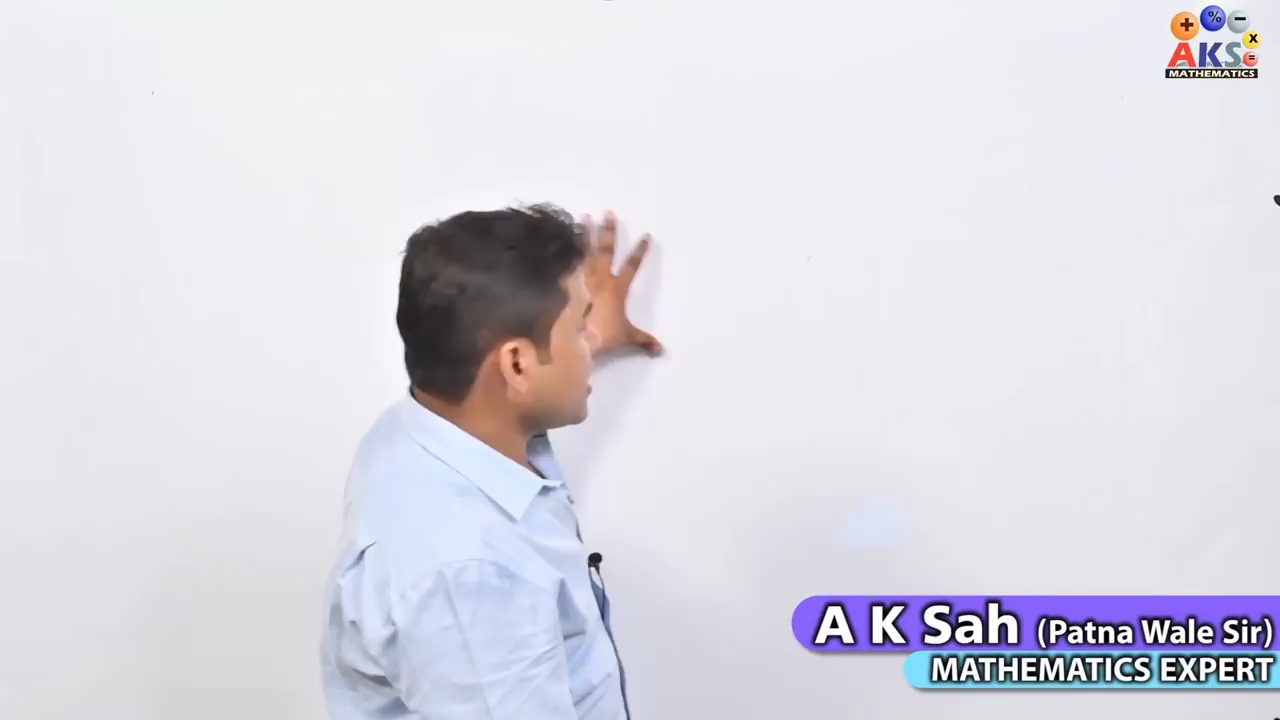 + % - x =
AKS
MATHEMATICS
A K Sah (Patna Wale Sir)
MATHEMATICS EXPERT